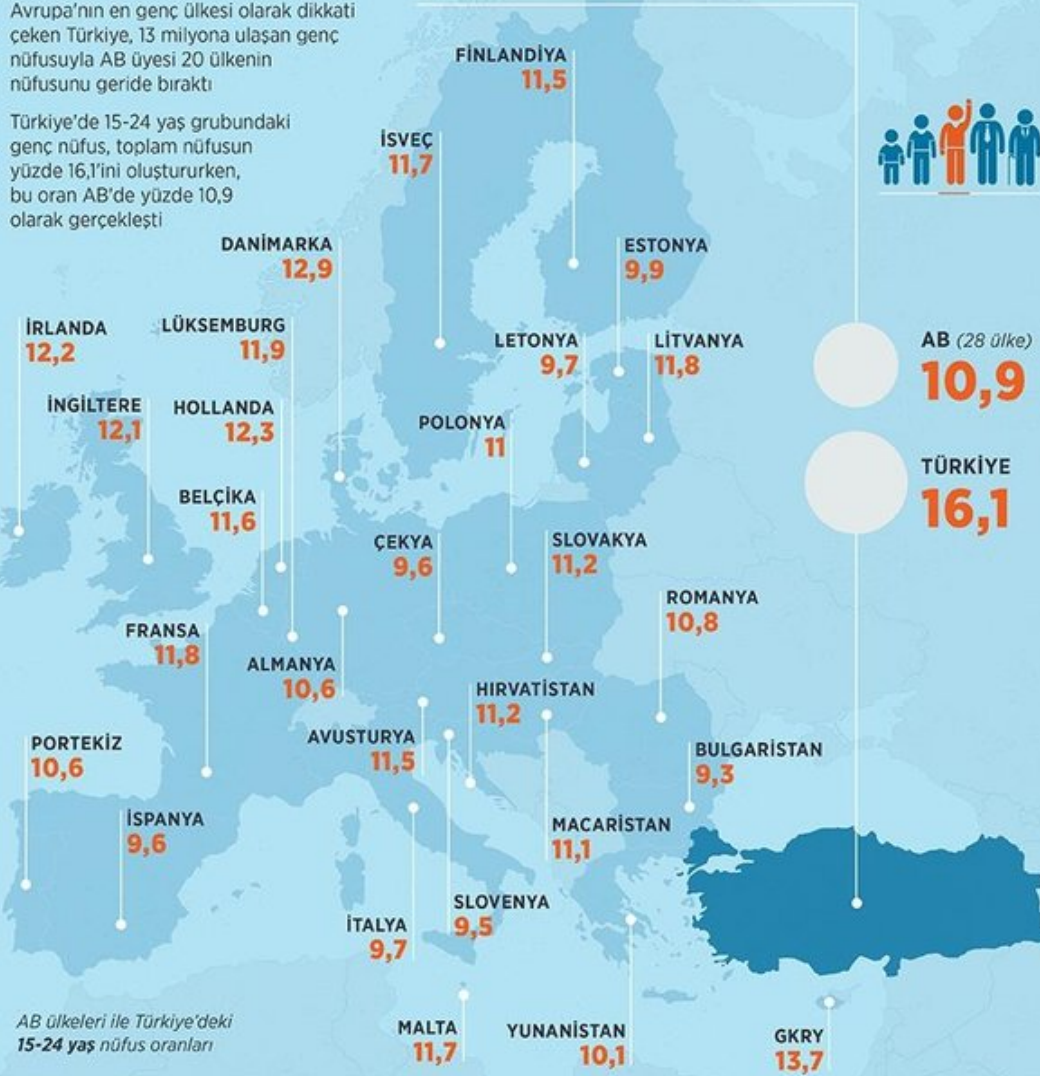 Avrupa'nın en genç ülkesi olarak dikkati
çeken Türkiye, 13 milyona ulaşan genç
nüfusuyla AB üyesi 20 ülkenin
nüfusunu geride bıraktı
Türkiye'de 15-24 yaş grubundaki
genç nüfus, toplam nüfusun
yüzde 16,1'ini oluştururken,
bu oran AB'de yüzde 10,9
olarak gerçekleşti
FİNLANDİYA
11,5
İSVEÇ
11,7
DANİMARKA
12,9
ESTONYA
9,9
İRLANDA
12,2
LÜKSEMBURG
11,9
LETONYA
9,7
LİTVANYA
11,8
AB (28 ülke)
10,9
İNGİLTERE
12,1
HOLLANDA
12,3
POLONYA
11
TÜRKİYE
16,1
BELÇİKA
11,6
ÇEKYA
9,6
SLOVAKYA
11,2
ROMANYA
10,8
FRANSA
11,8
ALMANYA
10,6
HIRVATİSTAN
11,2
PORTEKİZ
10,6
AVUSTURYA
11,5
BULGARİSTAN
9,3
İSPANYA
9,6
MACARİSTAN
11,1
SLOVENYA
9,5
İTALYA
9,7
AB ülkeleri ile Türkiye'deki
15-24 yaş nüfus oranları
MALTA
11,7
YUNANİSTAN
10,1
GKRY
13,7